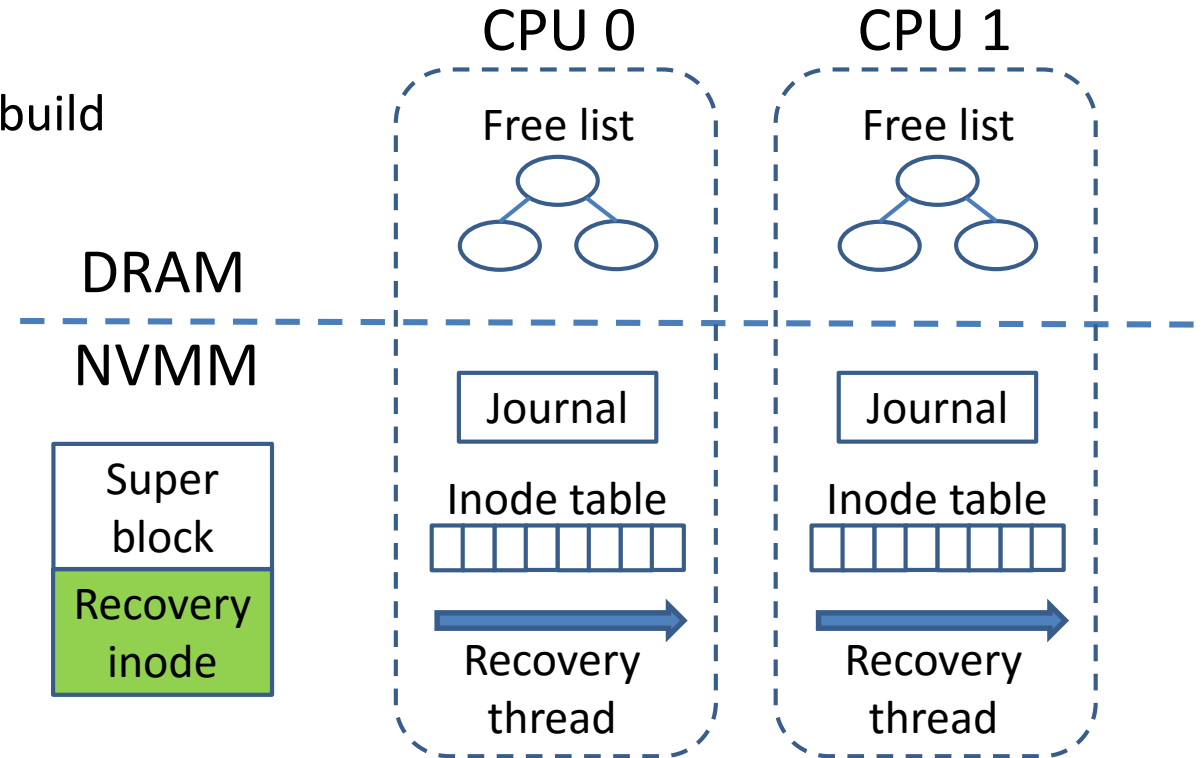 CPU 0
CPU 1
build
Free list
Free list
DRAM
NVMM
Journal
Journal
Super
block
Inode table
Inode table
Recovery
inode
Recovery
thread
Recovery
thread